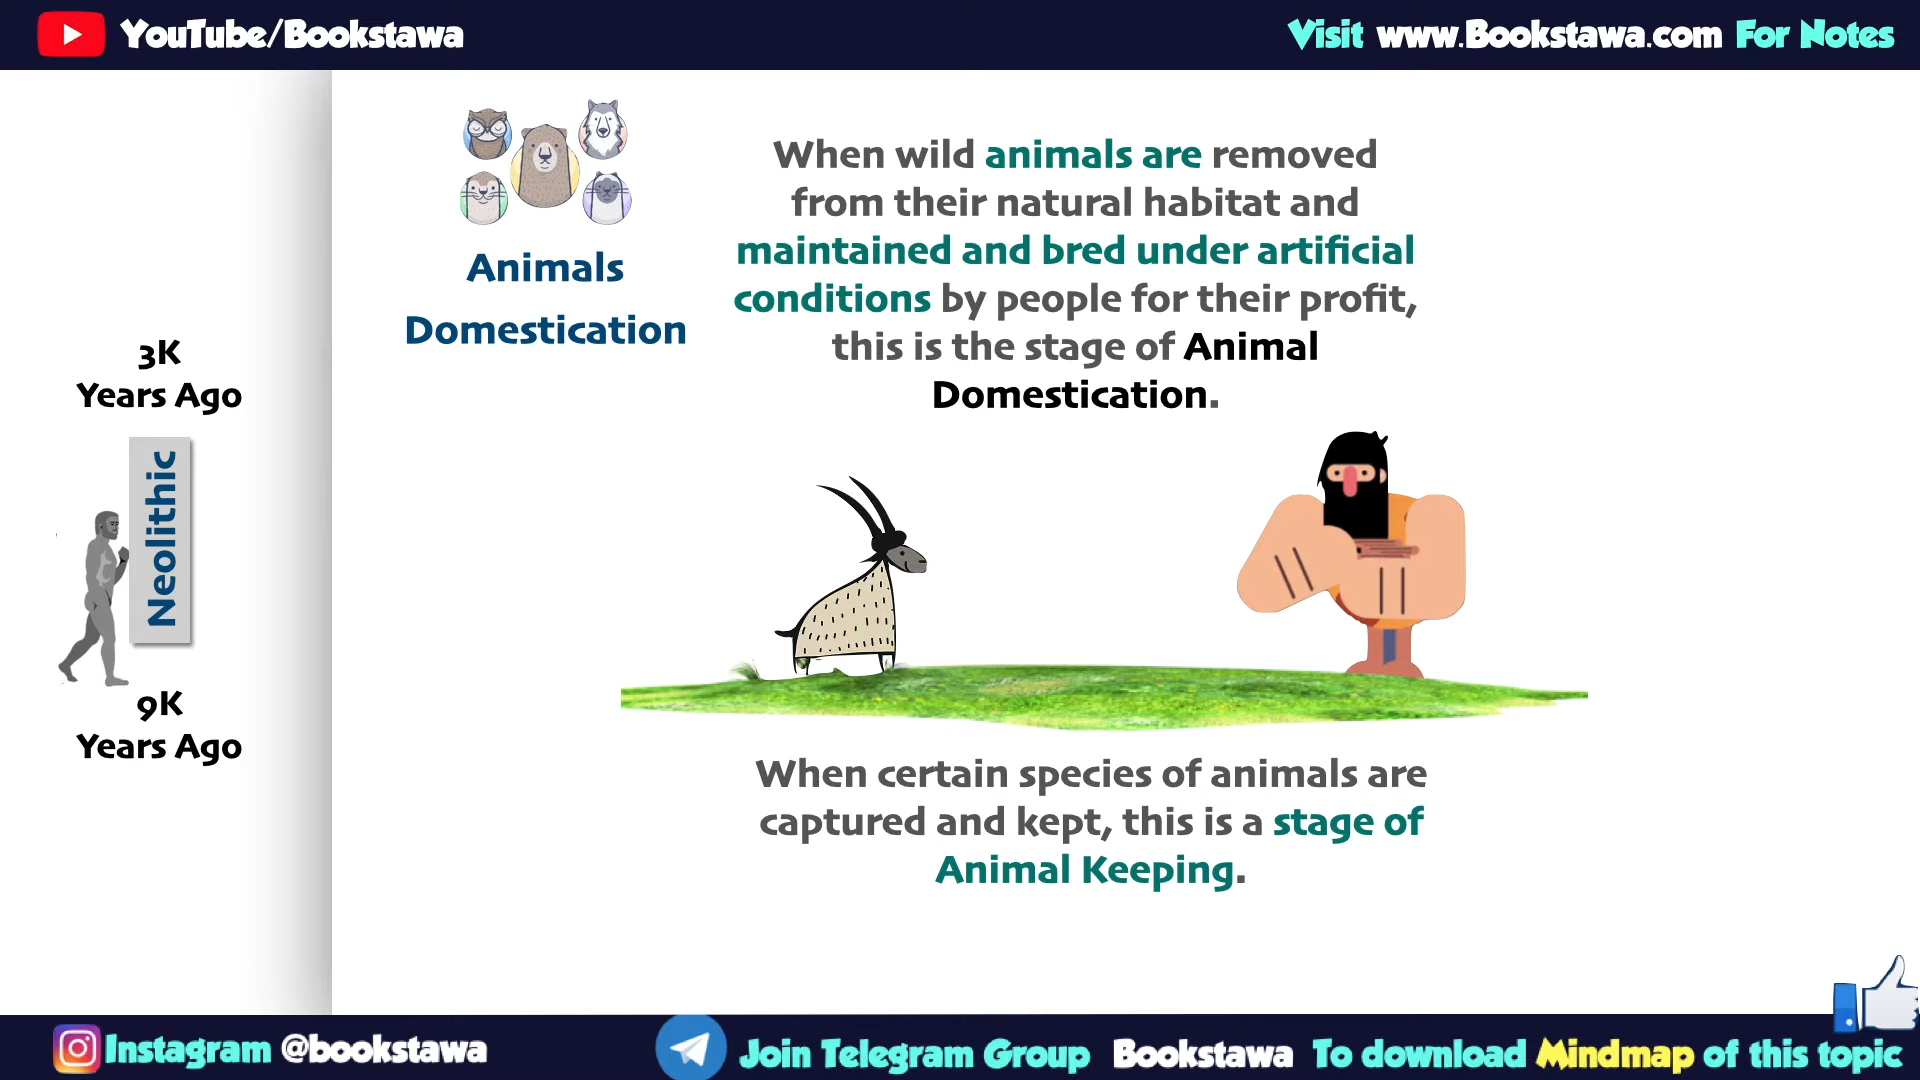 YouTube/Bookstawa
Visit www.Bookstawa.com For Notes
3K
Years Ago
Neolithic
9K
Years Ago
Animals
Domestication
When wild animals are removed
from their natural habitat and
maintained and bred under artificial
conditions by people for their profit,
this is the stage of Animal
Domestication.
When certain species of animals are
captured and kept, this is a stage of
Animal Keeping.
Instagram @bookstawa
Join Telegram Group Bookstawa To download Mindmap of this topic